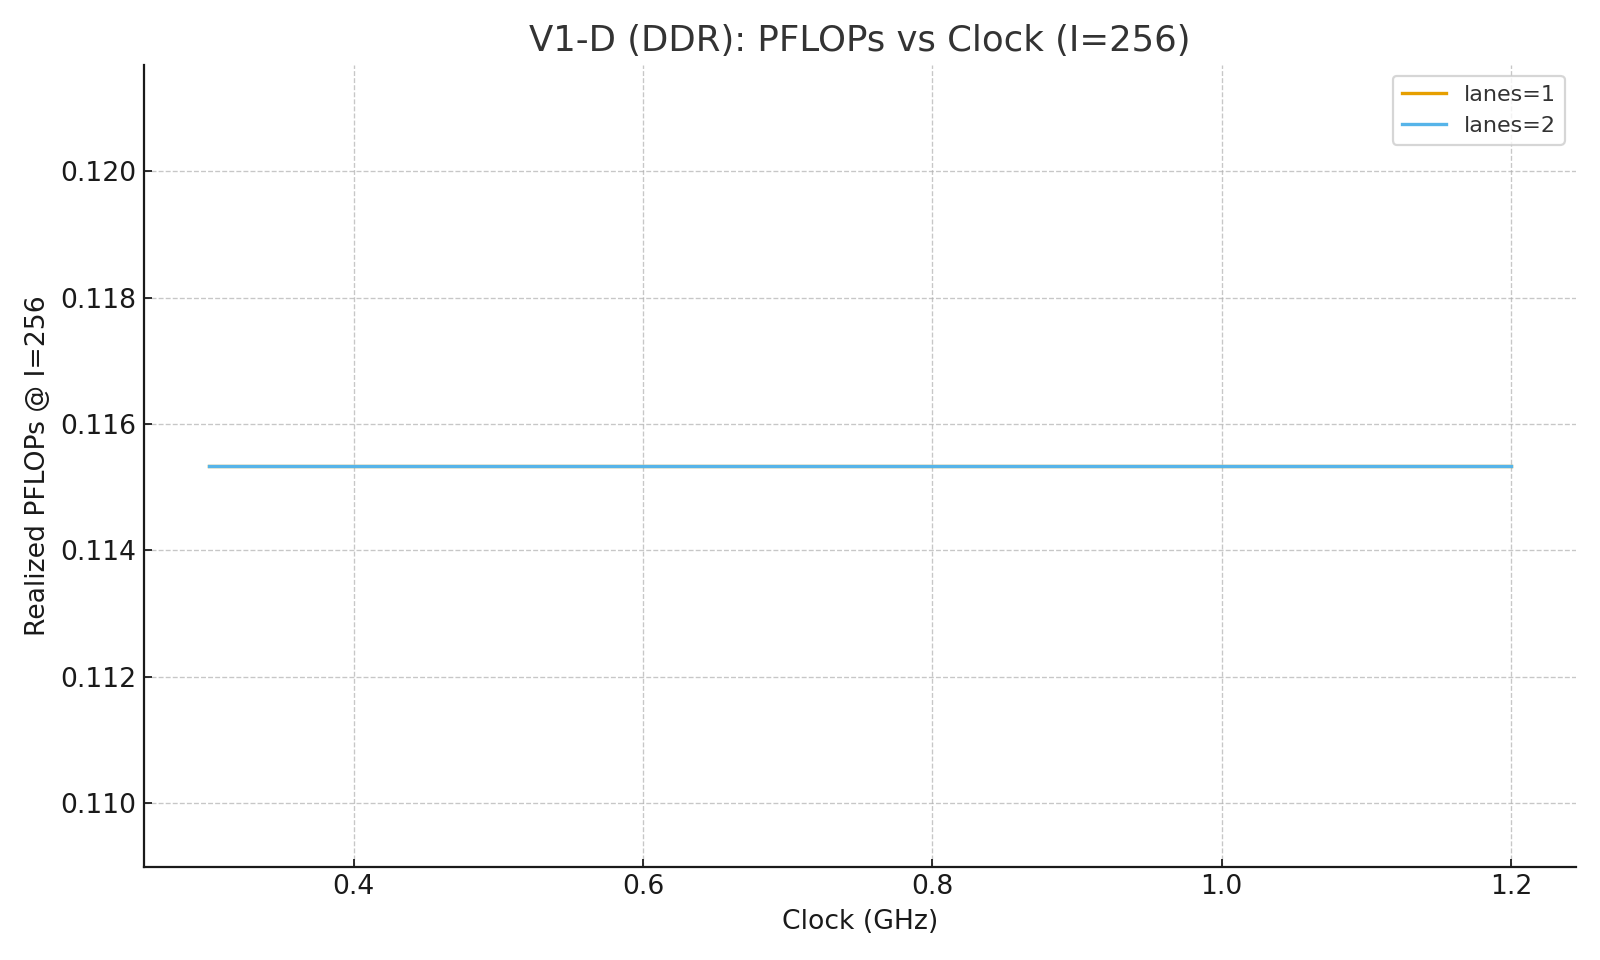 V1-D (DDR): PFLOPs vs Clock (I=256)
lanes=1
lanes=2
Realized PFLOPs @ I=256
0.120
0.118
0.116
0.114
0.112
0.110
0.4 0.6 0.8 1.0 1.2
Clock (GHz)